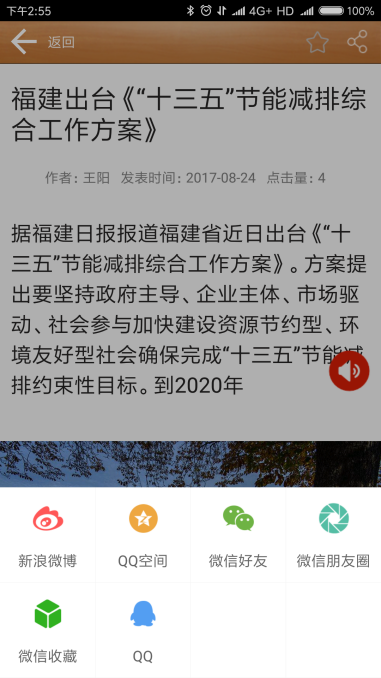 下午2:55
4G+ HD
100%
返回
福建出台《“十三五”节能减排综
合工作方案》
作者：王阳 发表时间：2017-08-24 点击量：4
据福建日报报道福建省近日出台《“十
三五”节能减排综合工作方案》。方案提
出要坚持政府主导、企业主体、市场驱
动、社会参与加快建设资源节约型、环
境友好型社会确保完成“十三五”节能减
排约束性目标。到2020年
新浪微博
QQ空间
微信好友
微信朋友圈
微信收藏
QQ